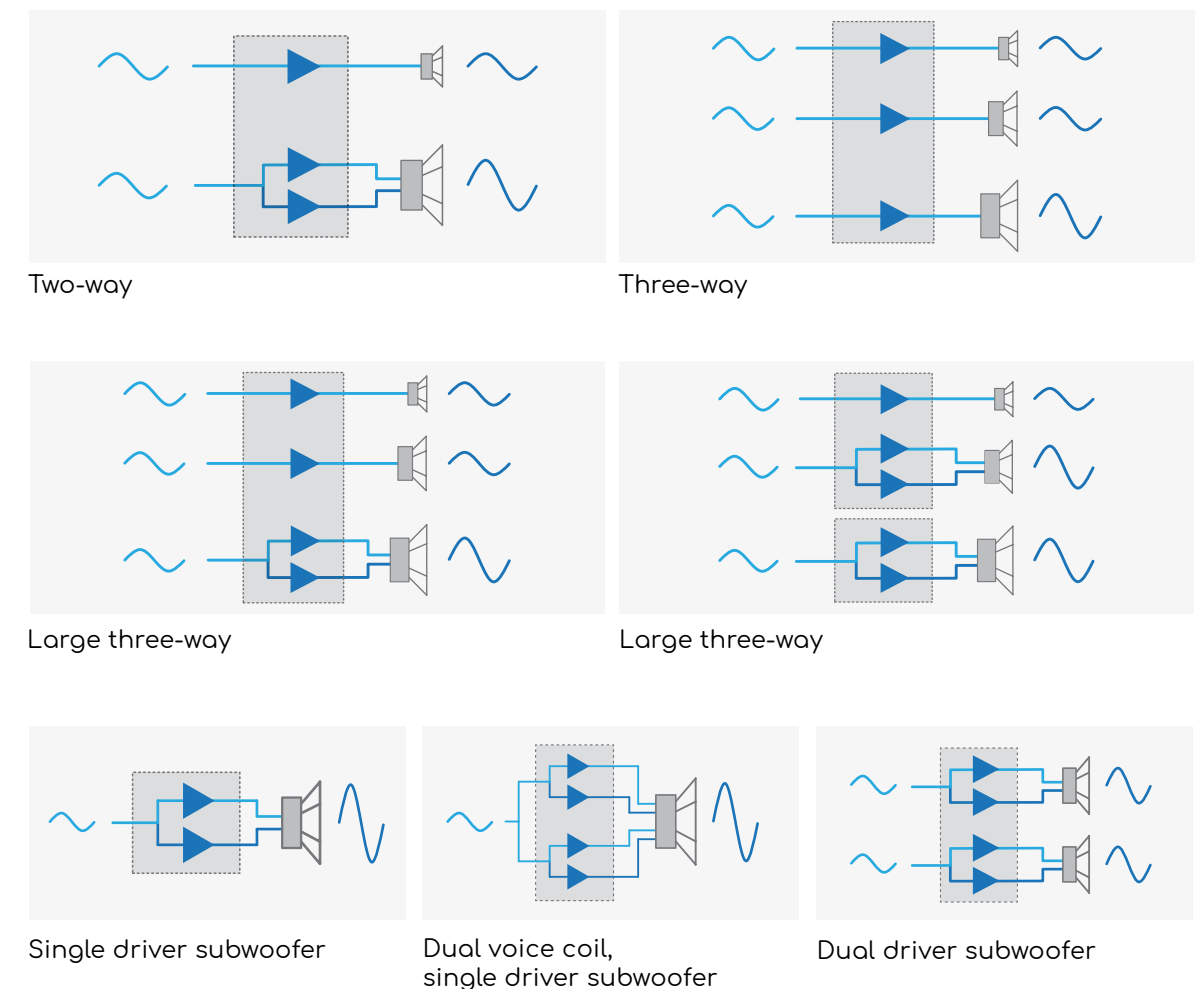 Two-way
Three-way
Large three-way
Large three-way
Single driver subwoofer
Dual voice coil,
single driver subwoofer
Dual driver subwoofer